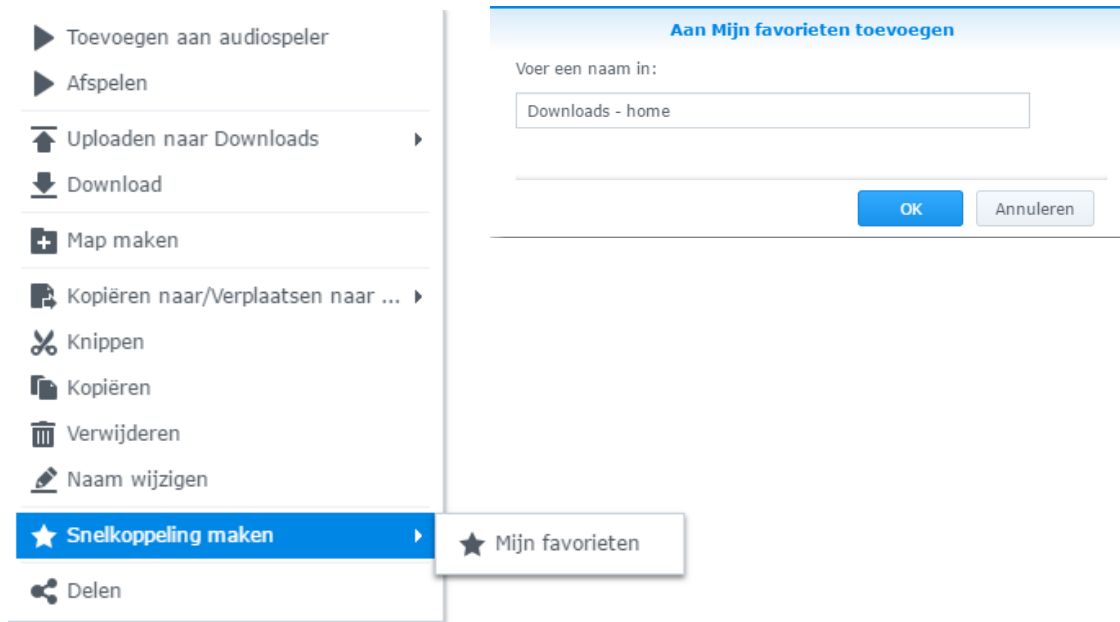 Toevoegen aan audiospeler
Afspelen
Uploaden naar Downloads
Download
Map maken
Kopiëren naar/Verplaatsen naar ...
Knippen
Kopiëren
Verwijderen
Naam wijzigen
Snelkoppeling maken
Mijn favorieten
Delen
Aan Mijn favorieten toevoegen
Voer een naam in:
Downloads - home
OK
Annuleren